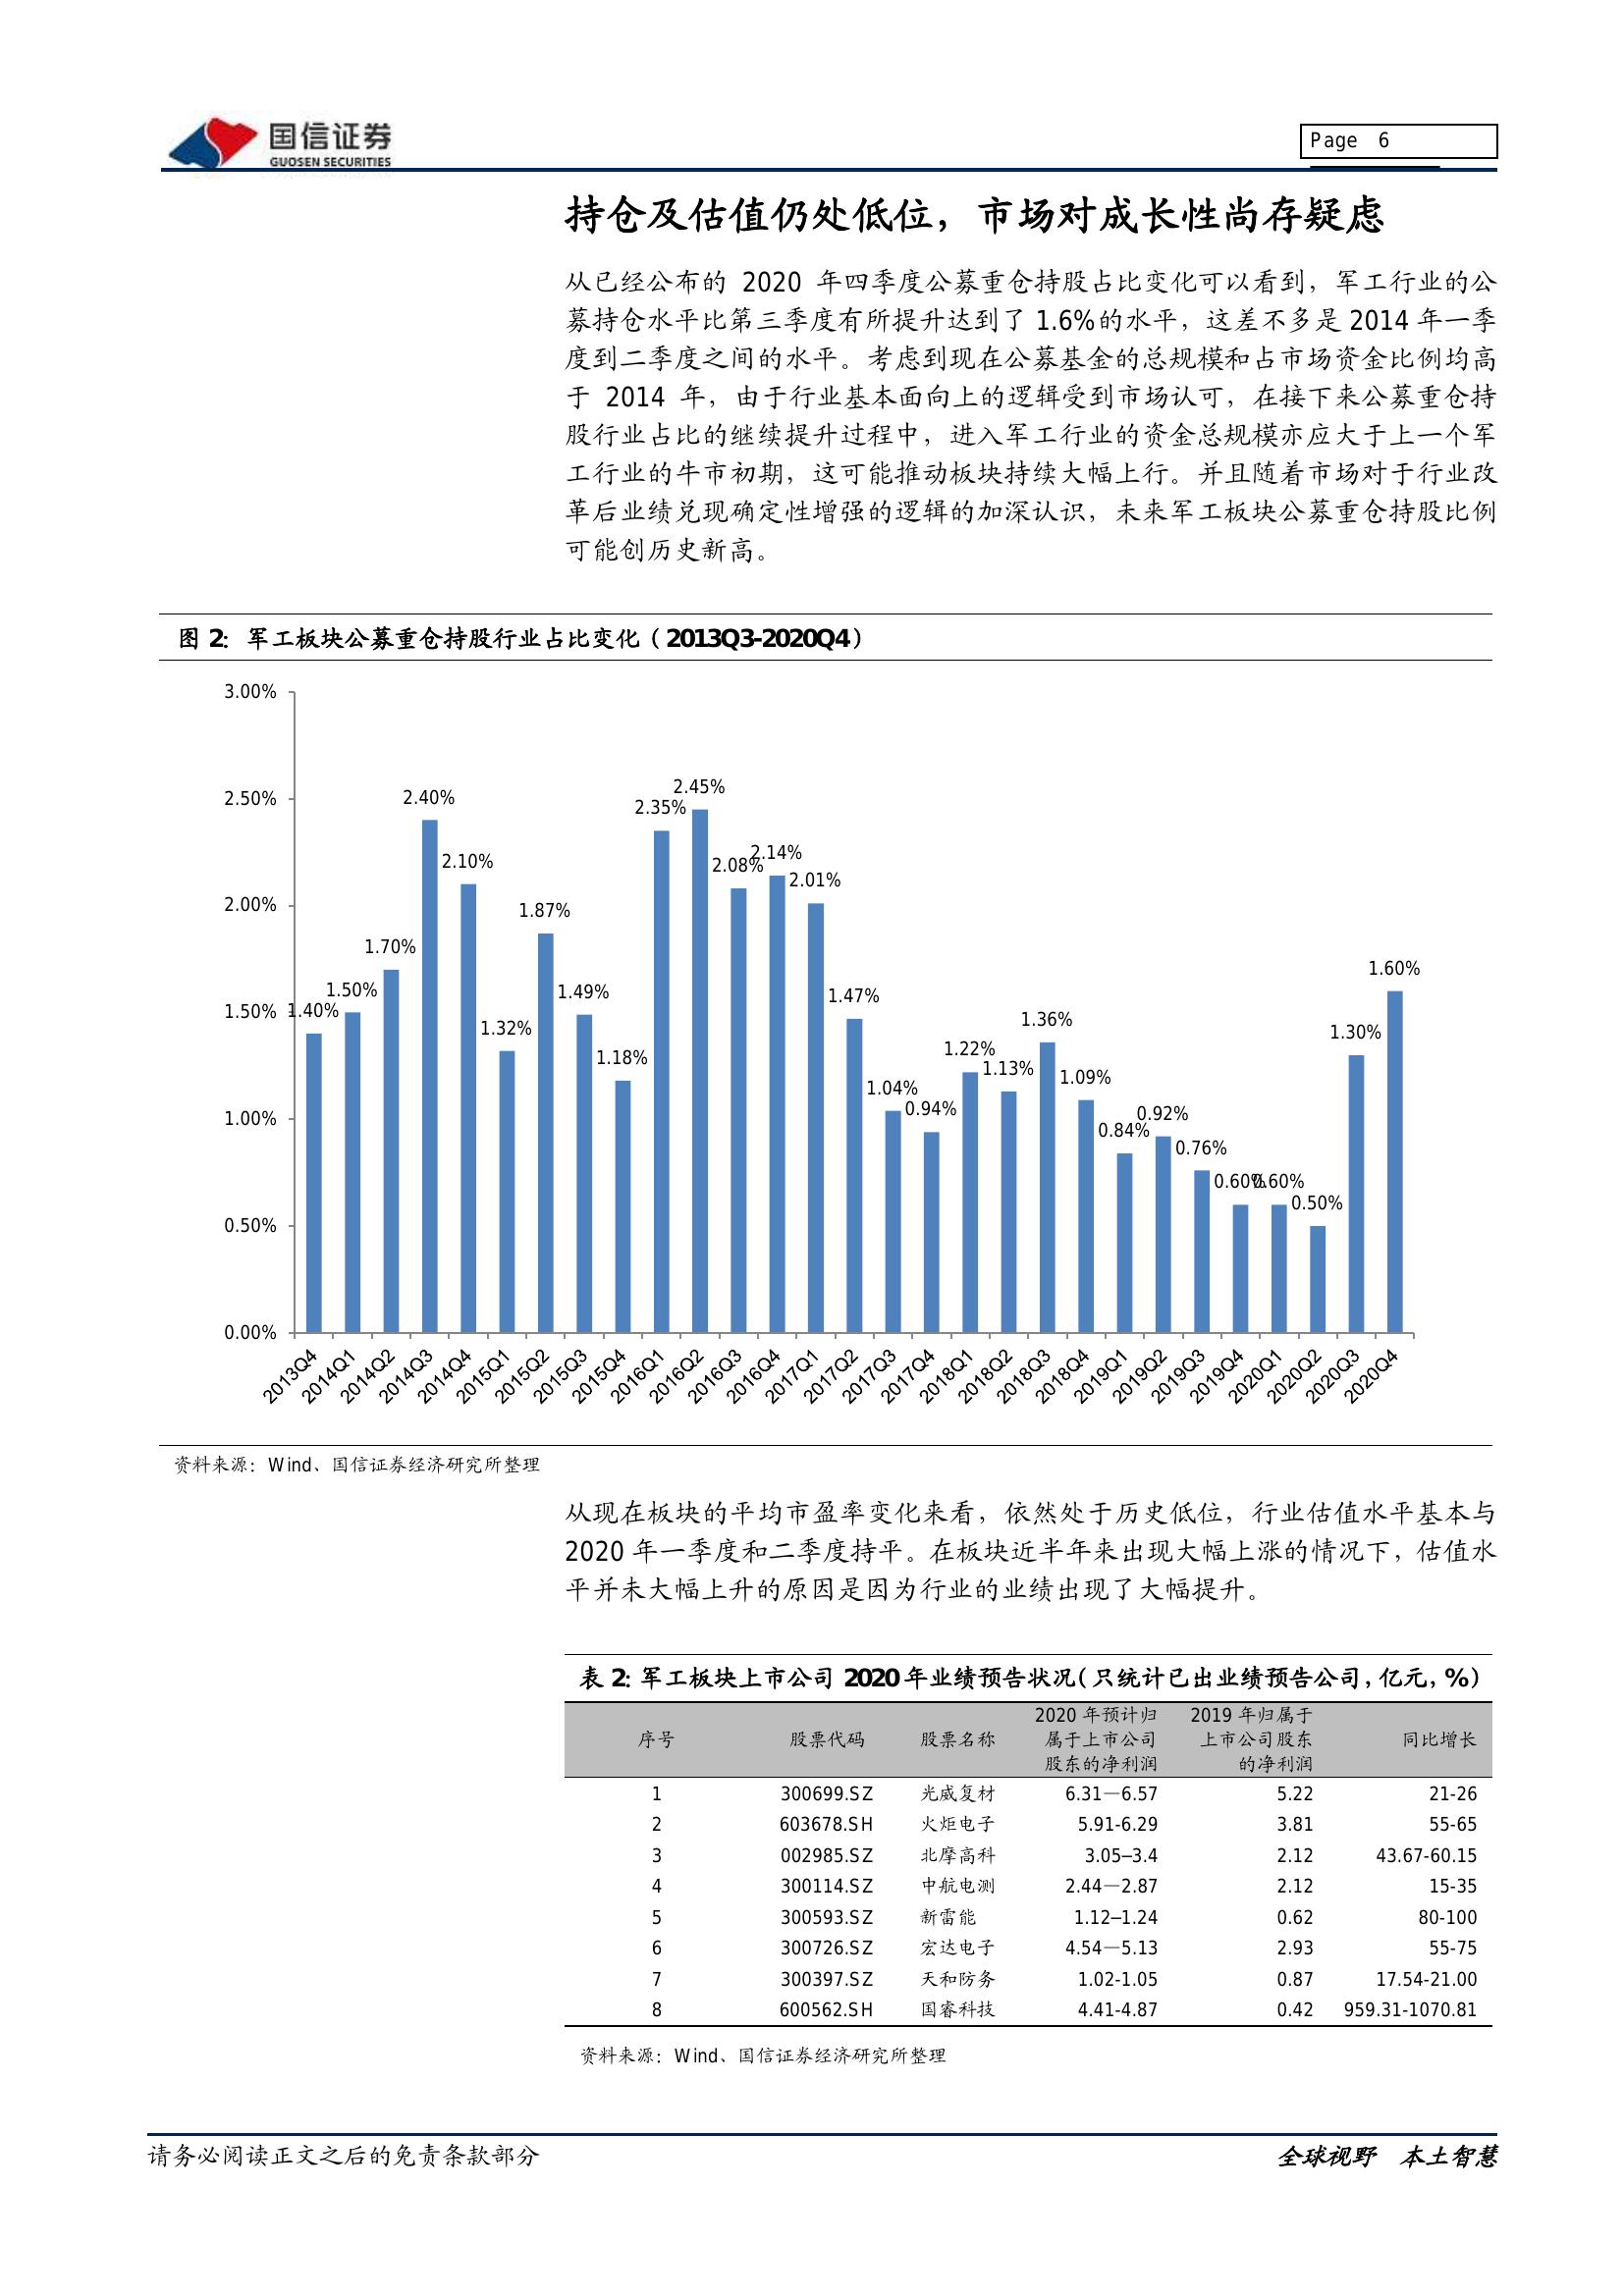 国信证券
GUOSEN SECURITIES
Page 6
持仓及估值仍处低位，市场对成长性尚存疑虑
从已经公布的 2020 年四季度公募重仓持股占比变化可以看到，军工行业的公
募持仓水平比第三季度有所提升达到了 1.6%的水平，这差不多是 2014 年一季
度到二季度之间的水平。考虑到现在公募基金的总规模和占市场资金比例均高
于 2014 年，由于行业基本面向上的逻辑受到市场认可，在接下来公募重仓持
股行业占比的继续提升过程中，进入军工行业的资金总规模亦应大于上一个军
工行业的牛市初期，这可能推动板块持续大幅上行。并且随着市场对于行业改
革后业绩兑现确定性增强的逻辑的加深认识，未来军工板块公募重仓持股比例
可能创历史新高。
图 2：军工板块公募重仓持股行业占比变化（2013Q3-2020Q4）
3.00%
2.50%
2.00%
1.50%
1.00%
0.50%
0.00%
1.40%
1.50%
1.70%
2.40%
2.10%
1.32%
1.87%
1.49%
1.18%
2.35%
2.45%
2.08%
2.14%
2.01%
1.47%
1.04%
0.94%
1.22%
1.13%
1.36%
1.09%
0.84%
0.92%
0.76%
0.60%
0.60%
0.50%
1.30%
1.60%
2013Q4
2014Q1
2014Q2
2014Q3
2014Q4
2015Q1
2015Q2
2015Q3
2015Q4
2016Q1
2016Q2
2016Q3
2016Q4
2017Q1
2017Q2
2017Q3
2017Q4
2018Q1
2018Q2
2018Q3
2018Q4
2019Q1
2019Q2
2019Q3
2019Q4
2020Q1
2020Q2
2020Q3
2020Q4
资料来源：Wind、国信证券经济研究所整理
从现在板块的平均市盈率变化来看，依然处于历史低位，行业估值水平基本与
2020 年一季度和二季度持平。在板块近半年来出现大幅上涨的情况下，估值水
平并未大幅上升的原因是因为行业的业绩出现了大幅提升。
表 2：军工板块上市公司 2020 年业绩预告状况（只统计已出业绩预告公司，亿元，%）
序号 股票代码 股票名称 2020 年预计归属于上市公司股东的净利润 2019 年归属于上市公司股东的净利润 同比增长
1 300699.SZ 光威复材 6.31—6.57 5.22 21-26
2 603678.SH 火炬电子 5.91-6.29 3.81 55-65
3 002985.SZ 北摩高科 3.05–3.4 2.12 43.67-60.15
4 300114.SZ 中航电测 2.44—2.87 2.12 15-35
5 300593.SZ 新雷能 1.12–1.24 0.62 80-100
6 300726.SZ 宏达电子 4.54—5.13 2.93 55-75
7 300397.SZ 天和防务 1.02-1.05 0.87 17.54-21.00
8 600562.SH 国睿科技 4.41-4.87 0.42 959.31-1070.81
资料来源：Wind、国信证券经济研究所整理
请务必阅读正文之后的免责条款部分
全球视野 本土智慧